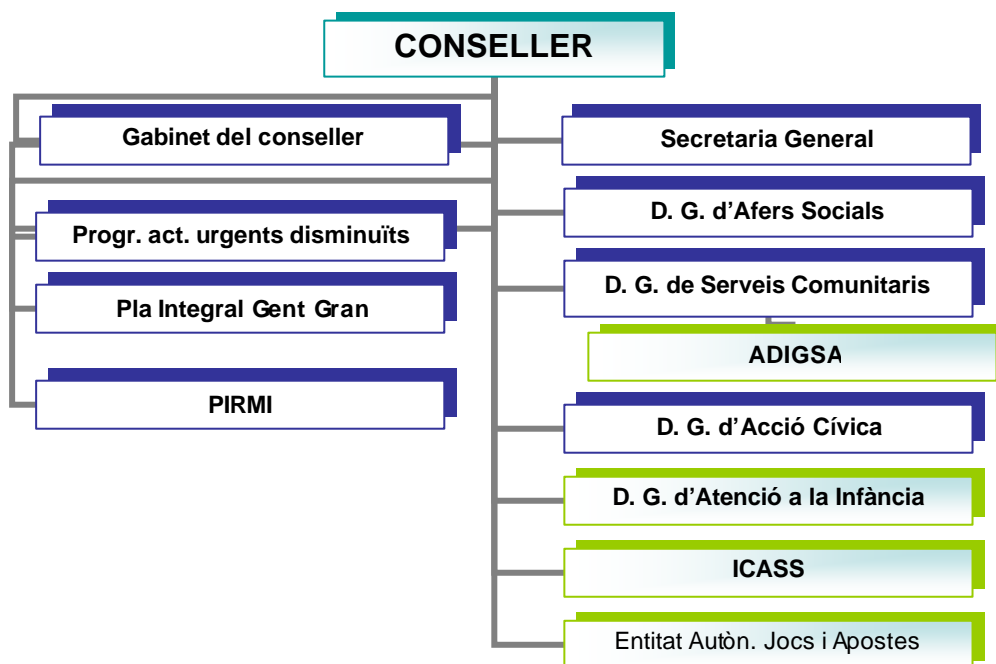 CONSELLER
Gabinet del conseller
Progr. act. urgents disminuïts
Pla Integral Gent Gran
PIRMI
Secretaria General
D. G. d'Afers Socials
D. G. de Serveis Comunitaris
ADIGSA
D. G. d'Acció Cívica
D. G. d'Atenció a la Infància
ICASS
Entitat Autòn. Jocs i Apostes